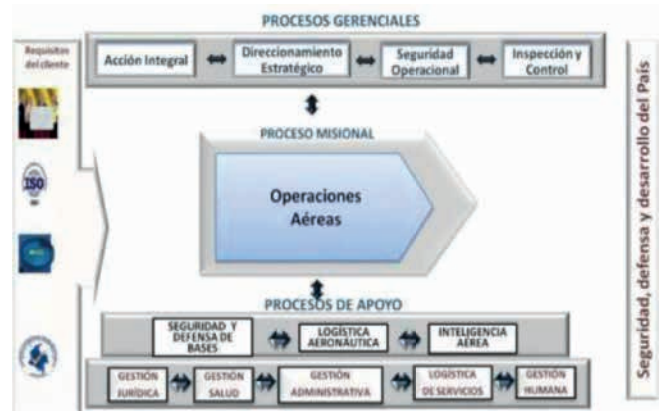 PROCESOS GERENCIALES
Requisitos
del cliente
Acción Integral
Direccionamiento
Estratégico
Seguridad
Operacional
Inspección y
Control
PROCESO MISIONAL
Operaciones
Aéreas
ISO
PROCESOS DE APOYO
SEGURIDAD Y
DEFENSA DE
BASES
LOGÍSTICA
AERONÁUTICA
INTELIGENCIA
AÉREA
GESTIÓN
JURÍDICA
GESTIÓN
SALUD
GESTIÓN
ADMINISTRATIVA
LOGÍSTICA
DE SERVICIOS
GESTIÓN
HUMANA
Seguridad, defensa y desarrollo del País